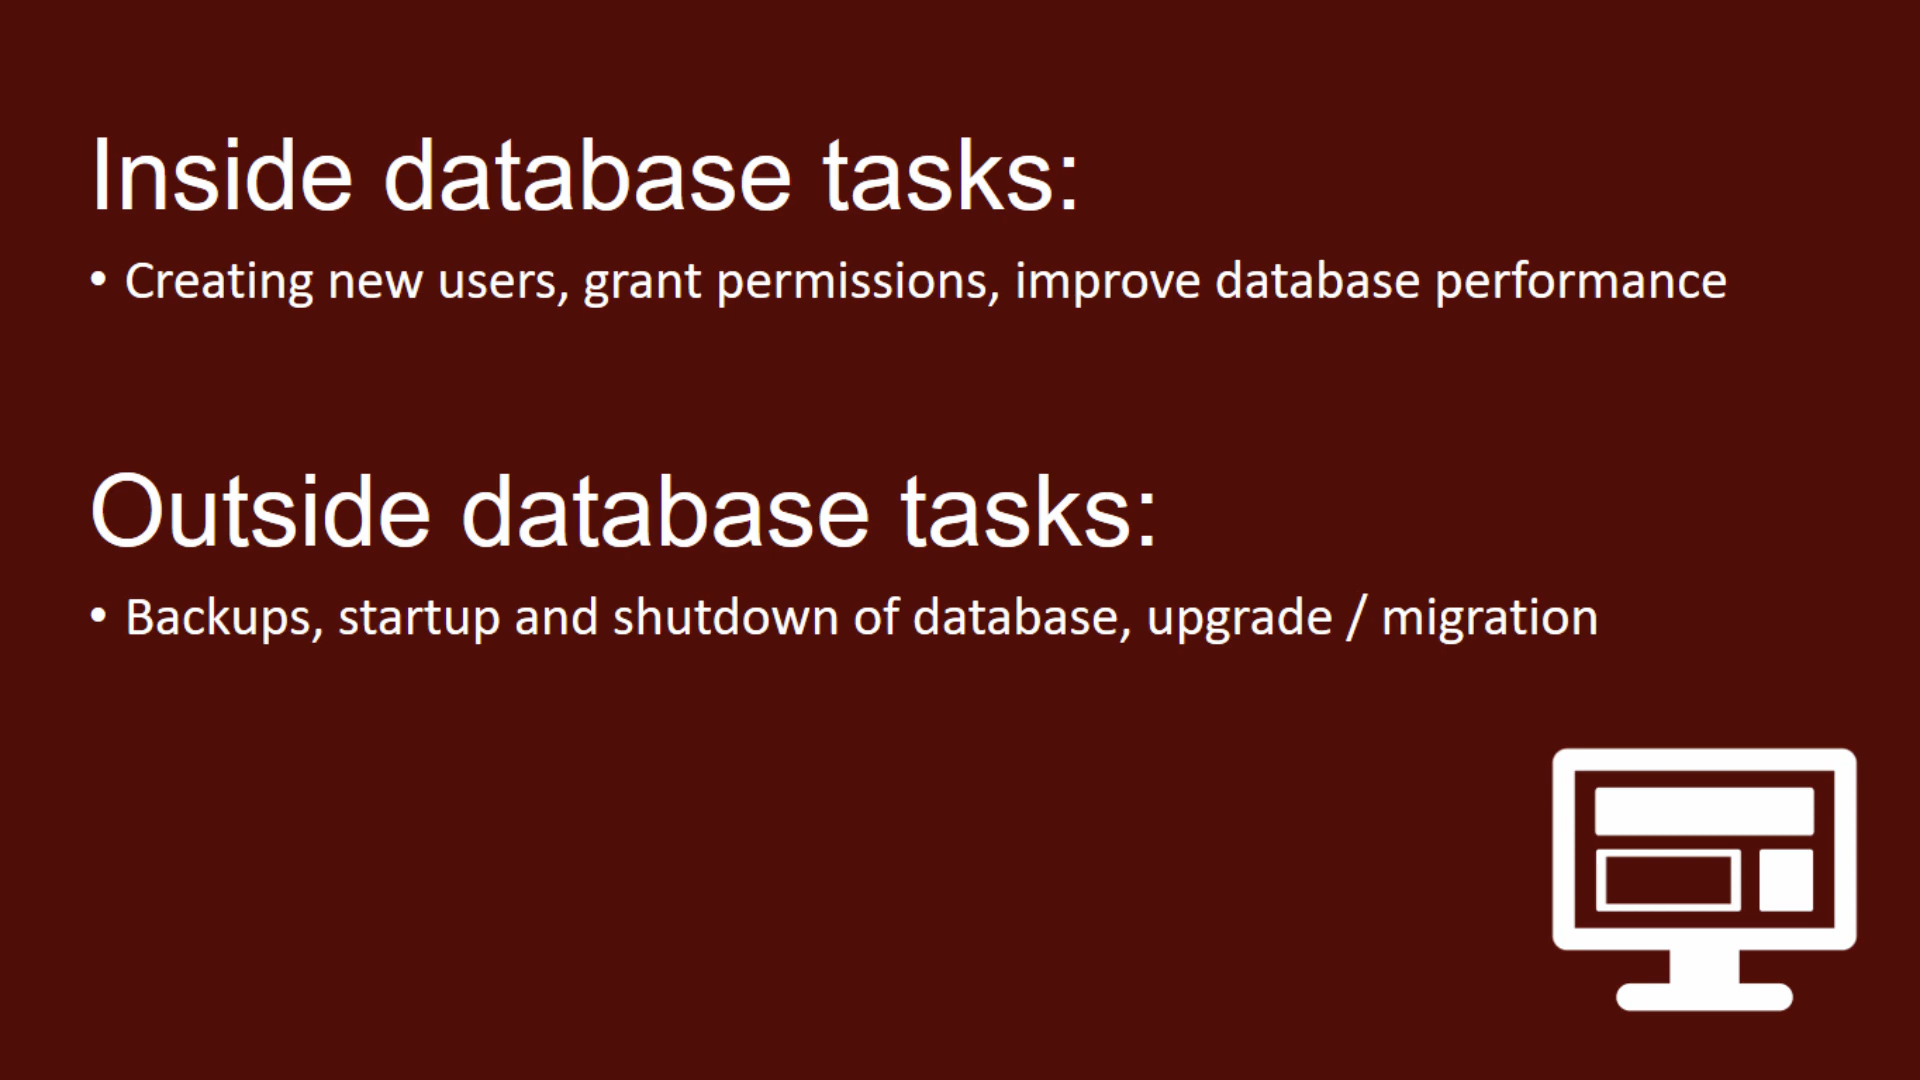 Inside database tasks:
• Creating new users, grant permissions, improve database performance
Outside database tasks:
• Backups, startup and shutdown of database, upgrade / migration